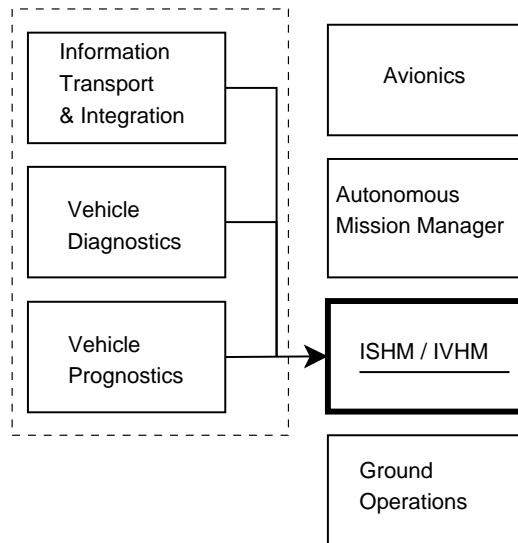 Information
Transport
& Integration
Vehicle
Diagnostics
Vehicle
Prognostics
Avionics
Autonomous
Mission Manager
ISHM / IVHM
Ground
Operations